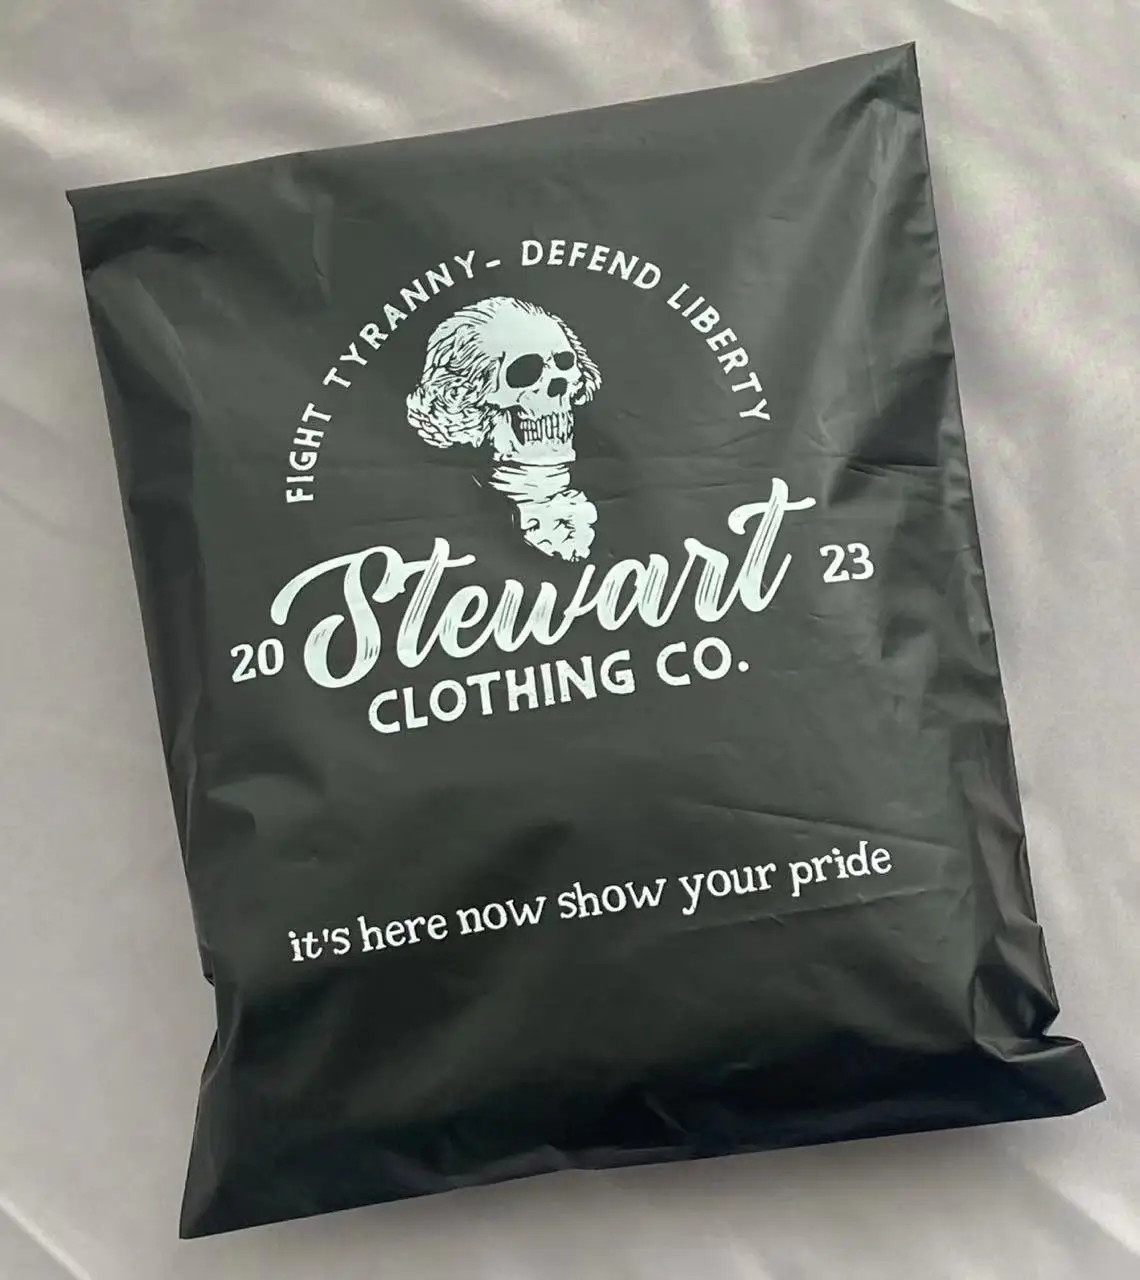 FIGHT TYRANNY- DEFEND LIBERTY
20 Stewart 23
CLOTHING CO.
it's here now show your pride